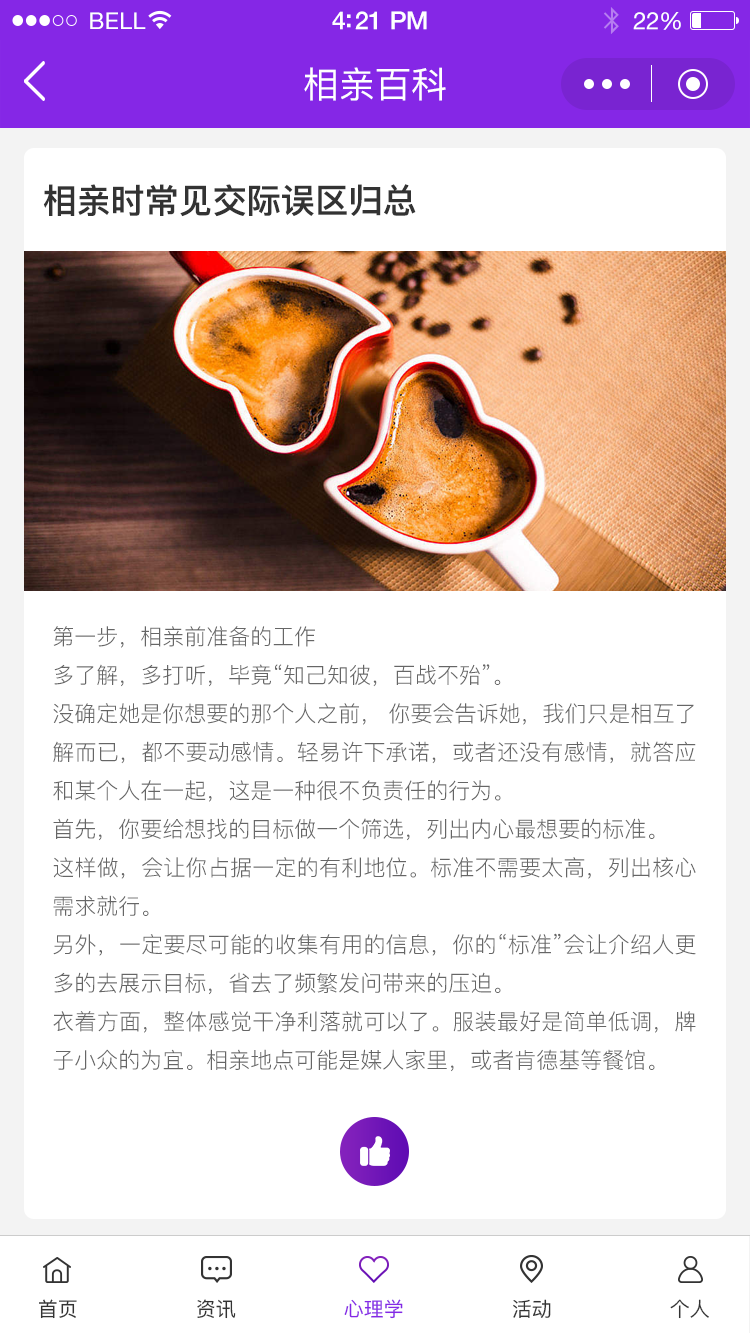 BELL 4:21 PM 22%
相亲百科
相亲时常见交际误区归总
第一步，相亲前准备的工作
多了解，多打听，毕竟“知己知彼，百战不殆”。
没确定她是你想要的那个人之前， 你要会告诉她，我们只是相互了
解而已，都不要动感情。轻易许下承诺，或者还没有感情，就答应
和某个人在一起，这是一种很不负责任的行为。
首先，你要给想找的目标做一个筛选，列出内心最想要的标准。
这样做，会让你占据一定的有利地位。标准不需要太高，列出核心
需求就行。
另外，一定要尽可能的收集有用的信息，你的“标准”会让介绍人更
多的去展示目标，省去了频繁发问带来的压迫。
衣着方面，整体感觉干净利落就可以了。服装最好是简单低调，牌
子小众的为宜。相亲地点可能是媒人家里，或者肯德基等餐馆。
首页 资讯 心理学 活动 个人